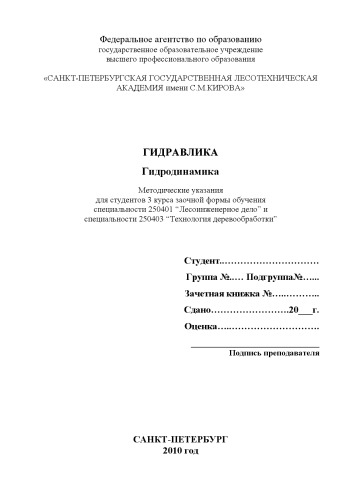 Федеральное агентство по образованию
государственное образовательное учреждение
высшего профессионального образования
«САНКТ-ПЕТЕРБУРГСКАЯ ГОСУДАРСТВЕННАЯ ЛЕСОТЕХНИЧЕСКАЯ
АКАДЕМИЯ имени С.М.КИРОВА»
ГИДРАВЛИКА
Гидродинамика
Методические указания
для студентов 3 курса заочной формы обучения
специальности 250401 “Лесоинженерное дело” и
специальности 250403 “Технология деревообработки”
Студент..…………………………
Группа №.… Подгруппа№…...
Зачетная книжка №…..………..
Сдано…………………….20___г.
Оценка…..……………………….
Подпись преподавателя
САНКТ-ПЕТЕРБУРГ
2010 год